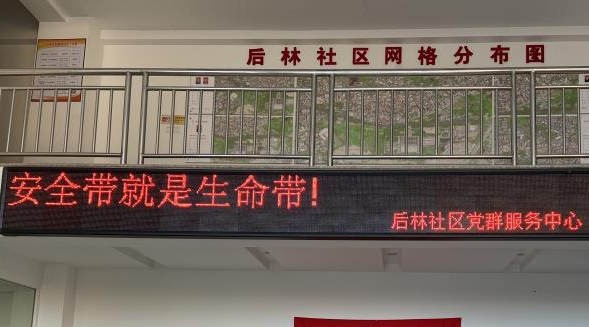 后林社区网格分布图
安全带就是生命带!
后林社区党群服务中心